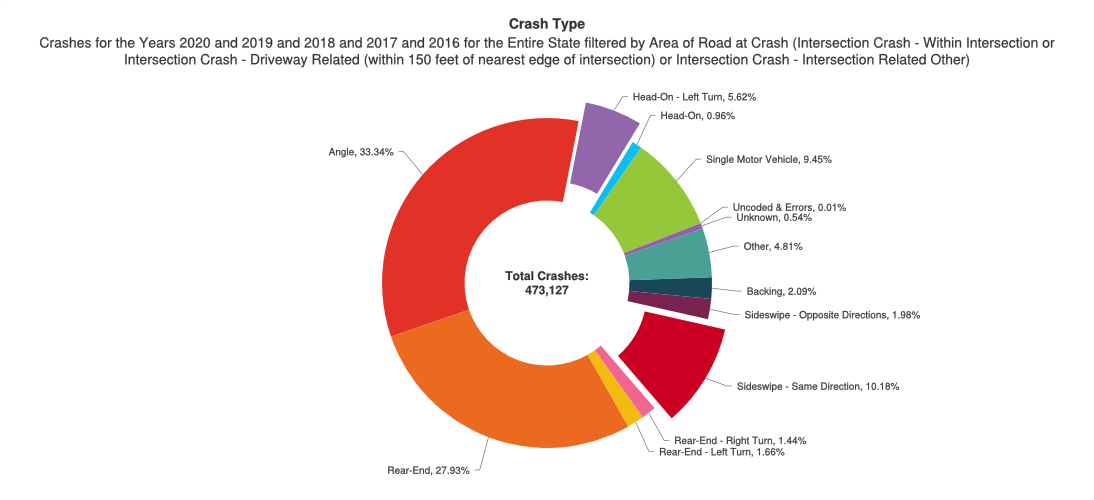 Crash Type
Crashes for the Years 2020 and 2019 and 2018 and 2017 and 2016 for the Entire State filtered by Area of Road at Crash (Intersection Crash - Within Intersection or
Intersection Crash - Driveway Related (within 150 feet of nearest edge of intersection) or Intersection Crash - Intersection Related Other)
Head-On - Left Turn, 5.62%
Head-On, 0.96%
Angle, 33.34%
Single Motor Vehicle, 9.45%
Uncoded & Errors, 0.01%
Unknown, 0.54%
Other, 4.81%
Total Crashes:
473,127
Backing, 2.09%
Sideswipe - Opposite Directions, 1.98%
Sideswipe - Same Direction, 10.18%
Rear-End - Right Turn, 1.44%
Rear-End - Left Turn, 1.66%
Rear-End, 27.93%